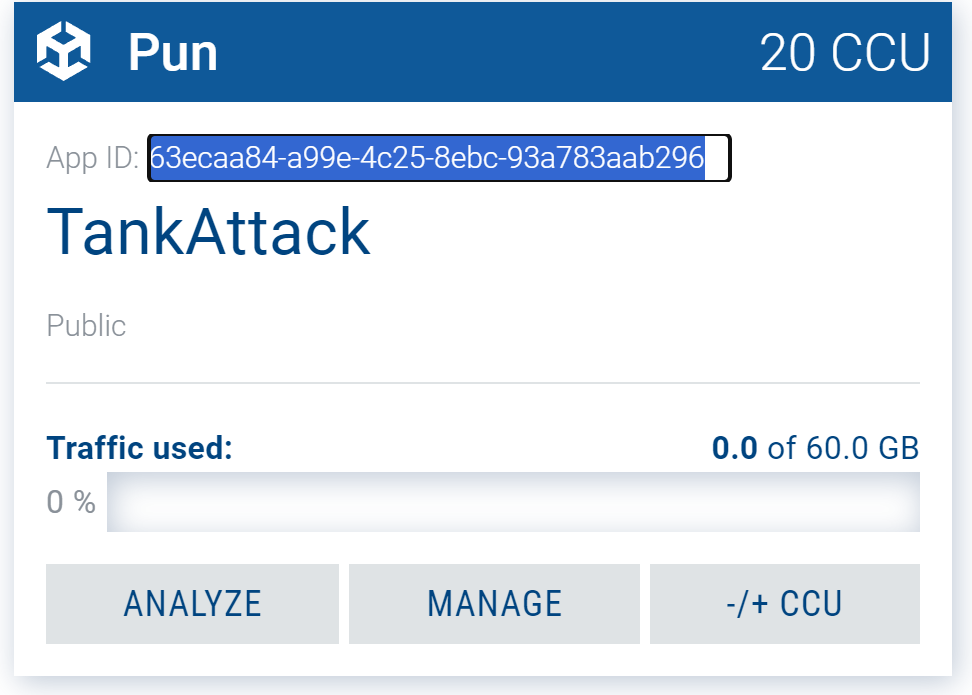 Pun 20 CCU
App ID: 63ecaa84-a99e-4c25-8ebc-93a783aab296
TankAttack
Public
Traffic used: 0.0 of 60.0 GB
0 %
ANALYZE MANAGE -/+ CCU